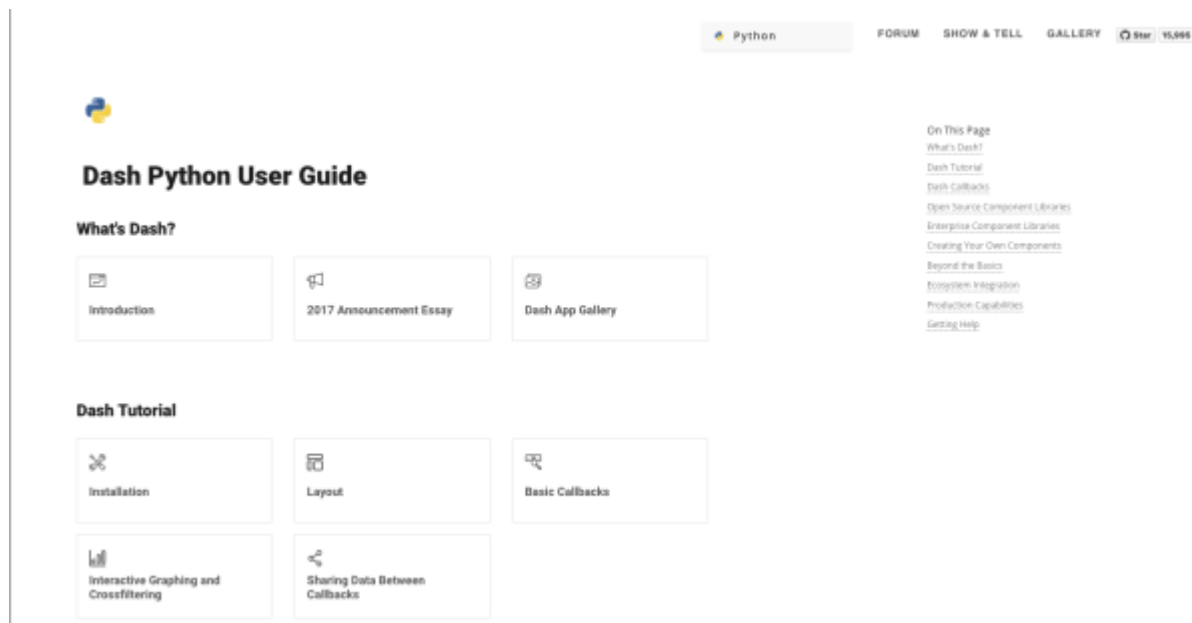 Python
FORUM
SHOW & TELL
GALLERY
Star
15,995
Dash Python User Guide
What's Dash?
Introduction
2017 Announcement Essay
Dash App Gallery
Dash Tutorial
Installation
Layout
Basic Callbacks
Interactive Graphing and
Crossfiltering
Sharing Data Between
Callbacks
On This Page
What's Dash?
Dash Tutorial
Dash Callbacks
Open Source Component Libraries
Enterprise Component Libraries
Creating Your Own Components
Beyond the Basics
Ecosystem Integration
Production Capabilities
Getting Help